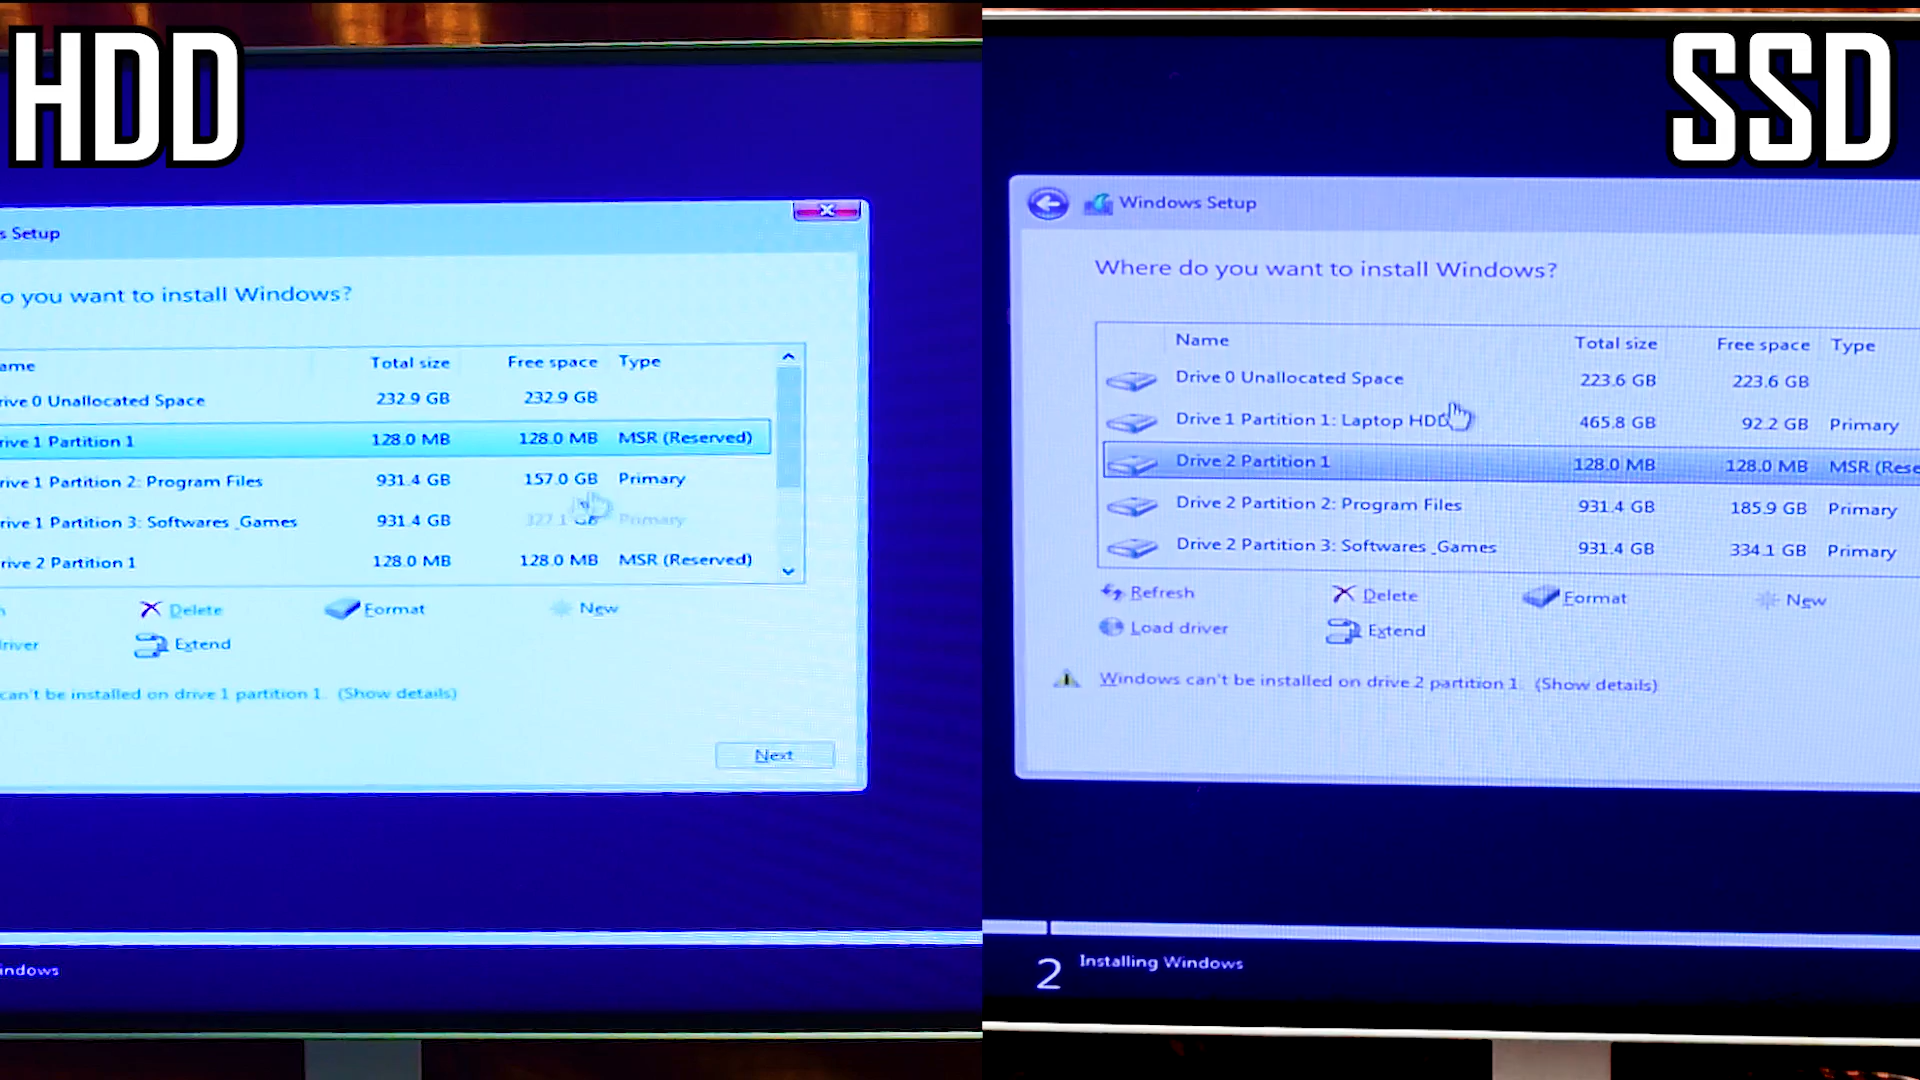 HDD
s Setup
o you want to install Windows?
ame Total size Free space Type
rive 0 Unallocated Space 232.9 GB 232.9 GB
rive 1 Partition 1 128.0 MB 128.0 MB MSR (Reserved)
rive 1 Partition 2: Program Files 931.4 GB 157.0 GB Primary
rive 1 Partition 3: Softwares_Games 931.4 GB 327.1 GB Primary
rive 2 Partition 1 128.0 MB 128.0 MB MSR (Reserved)
Delete Format New
river Extend
can't be installed on drive 1 partition 1. (Show details)
Next
indows
SSD
Windows Setup
Where do you want to install Windows?
Name Total size Free space Type
Drive 0 Unallocated Space 223.6 GB 223.6 GB
Drive 1 Partition 1: Laptop HDD 465.8 GB 92.2 GB Primary
Drive 2 Partition 1 128.0 MB 128.0 MB MSR (Rese
Drive 2 Partition 2: Program Files 931.4 GB 185.9 GB Primary
Drive 2 Partition 3: Softwares_Games 931.4 GB 334.1 GB Primary
Refresh Delete Format New
Load driver Extend
Windows can't be installed on drive 2 partition 1. (Show details)
2 Installing Windows